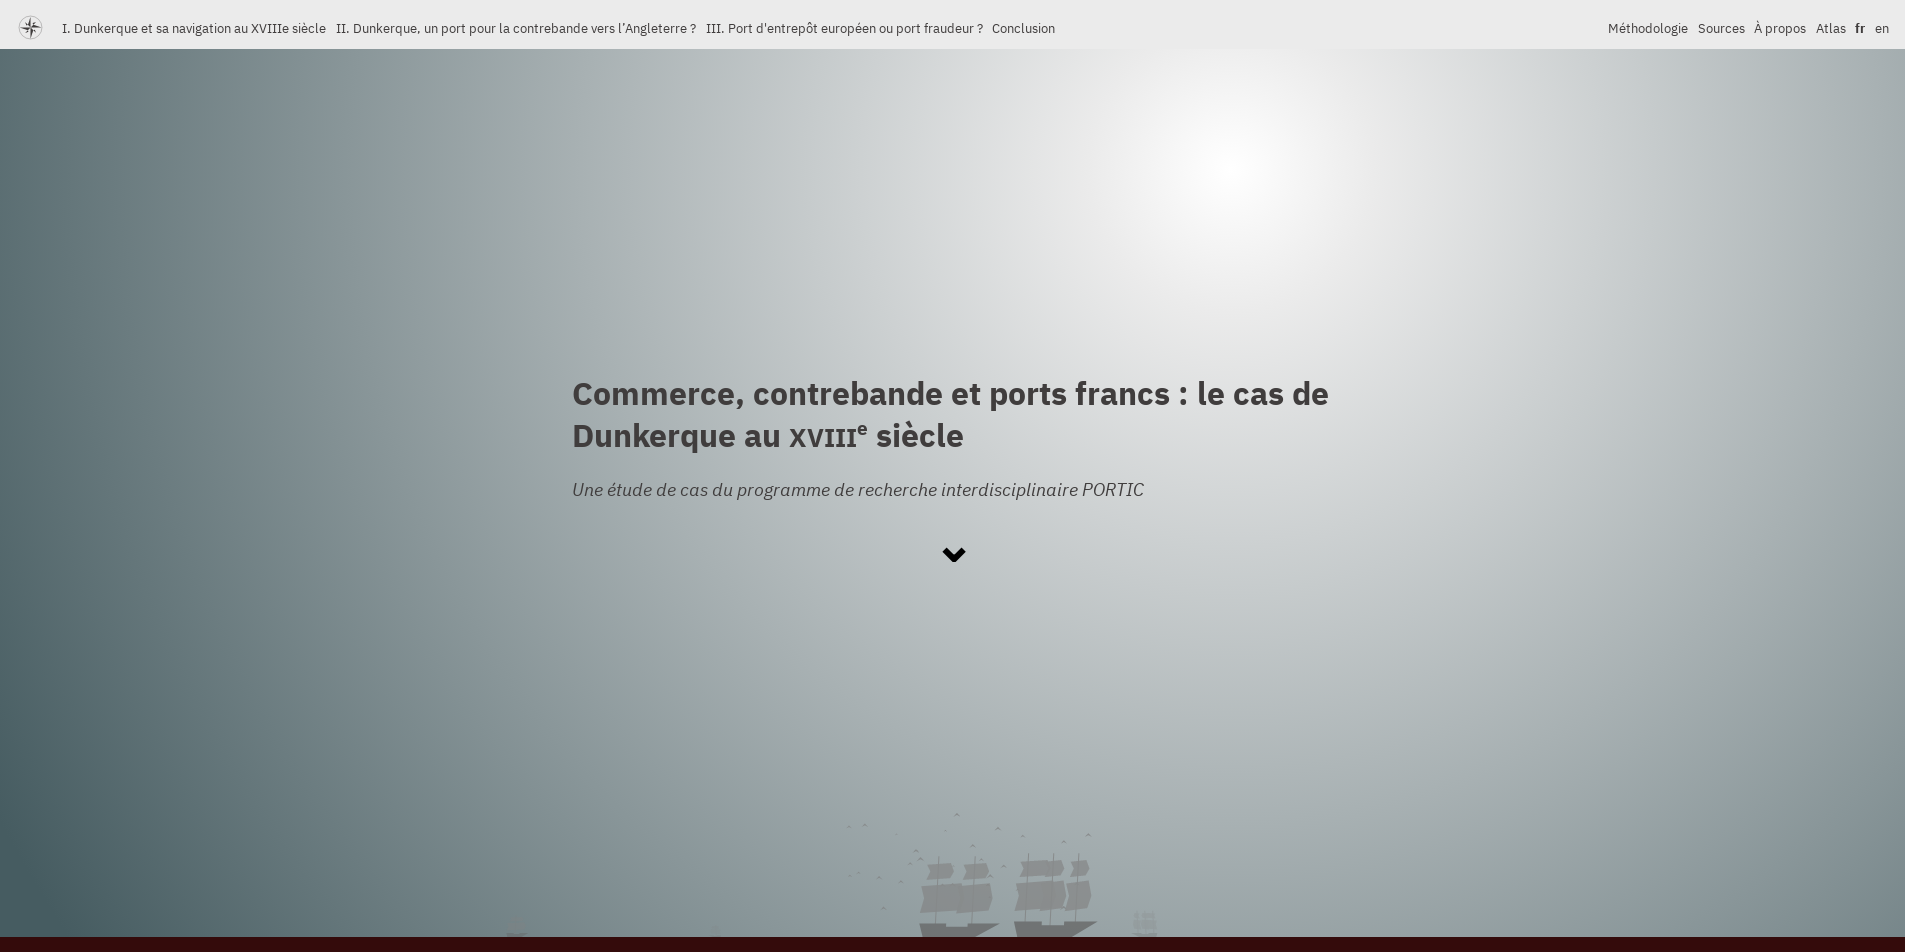 I. Dunkerque et sa navigation au XVIIIe siècle II. Dunkerque, un port pour la contrebande vers l’Angleterre ? III. Port d'entrepôt européen ou port fraudeur ? Conclusion Méthodologie Sources À propos Atlas fr en
Commerce, contrebande et ports francs : le cas de
Dunkerque au XVIIIe siècle
Une étude de cas du programme de recherche interdisciplinaire PORTIC